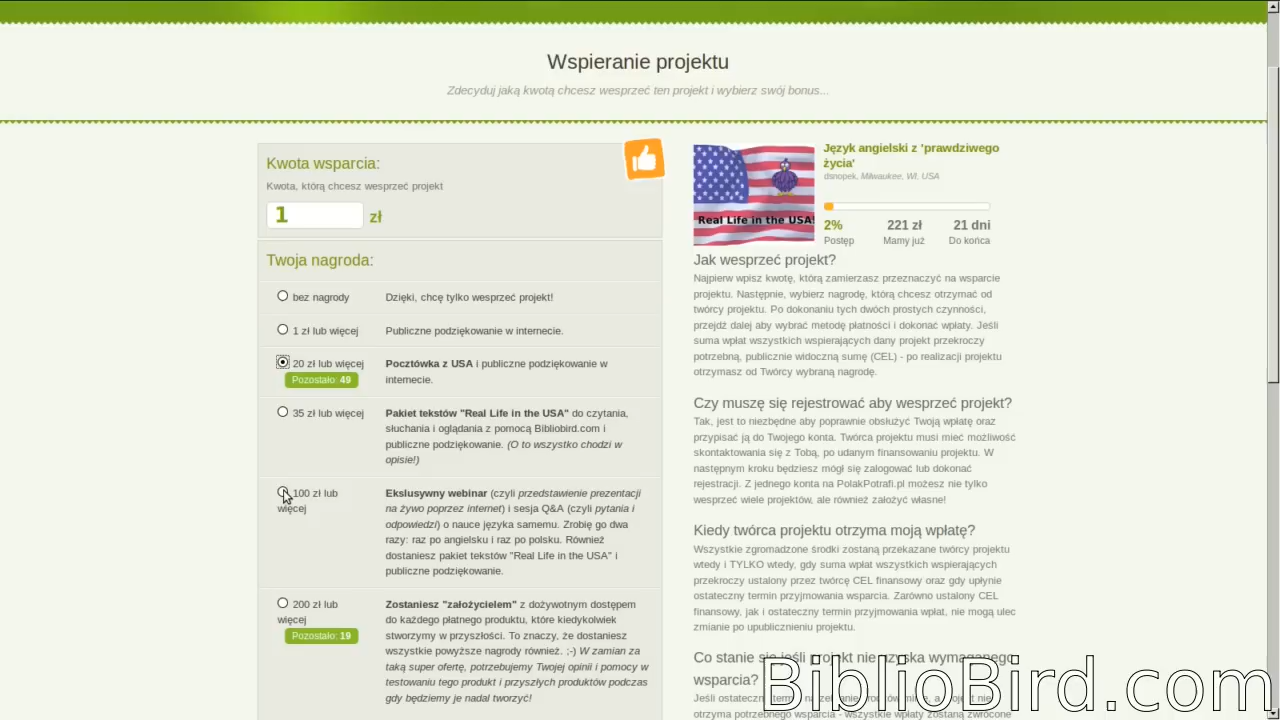 Wspieranie projektu
Zdecyduj jaką kwotą chcesz wesprzeć ten projekt i wybierz swój bonus...
Kwota wsparcia:
Kwota, którą chcesz wesprzeć projekt
1 zł
Twoja nagroda:
bez nagrody
Dzięki, chcę tylko wesprzeć projekt!
1 zł lub więcej
Publiczne podziękowanie w internecie.
20 zł lub więcej
Pozostało: 49
Pocztówka z USA i publiczne podziękowanie w
internecie.
35 zł lub więcej
Pakiet tekstów "Real Life in the USA" do czytania,
słuchania i oglądania z pomocą Bibliobird.com i
publiczne podziękowanie. (O to wszystko chodzi w
opisie!)
100 zł lub
więcej
Ekslusywny webinar (czyli przedstawienie prezentacji
na żywo poprzez internet) i sesja Q&A (czyli pytania i
odpowiedzi) o nauce języka samemu. Zrobię go dwa
razy: raz po angielsku i raz po polsku. Również
dostaniesz pakiet tekstów "Real Life in the USA" i
publiczne podziękowanie.
200 zł lub
więcej
Pozostało: 19
Zostaniesz "założycielem" z dożywotnym dostępem
do każdego płatnego produktu, które kiedykolwiek
stworzymy w przyszłości. To znaczy, że dostaniesz
wszystkie powyższe nagrody również. ;-) W zamian za
taką super ofertę, potrzebujemy Twojej opinii i pomocy w
testowaniu tego produktu i przyszłych produktów podczas
gdy będziemy je nadal tworzyć!
Real Life in the USA!
Język angielski z 'prawdziwego
życia'
dsnopek, Milwaukee, WI, USA
2% 221 zł 21 dni
Postęp Mamy już Do końca
Jak wesprzeć projekt?
Najpierw wpisz kwotę, którą zamierzasz przeznaczyć na wsparcie
projektu. Następnie, wybierz nagrodę, którą chcesz otrzymać od
twórcy projektu. Po dokonaniu tych dwóch prostych czynności,
przejdź dalej aby wybrać metodę płatności i dokonać wpłaty. Jeśli
suma wpłat wszystkich wspierających dany projekt przekroczy
potrzebną, publicznie widoczną sumę (CEL) - po realizacji projektu
otrzymasz od Twórcy wybraną nagrodę.
Czy muszę się rejestrować aby wesprzeć projekt?
Tak, jest to niezbędne aby poprawnie obsłużyć Twoją wpłatę oraz
przypisać ją do Twojego konta. Twórca projektu musi mieć możliwość
skontaktowania się z Tobą, po udanym finansowaniu projektu. W
następnym kroku będziesz mógł się zalogować lub dokonać
rejestracji. Z jednego konta na PolakPotrafi.pl możesz nie tylko
wesprzeć wiele projektów, ale również założyć własne!
Kiedy twórca projektu otrzyma moją wpłatę?
Wszystkie zgromadzone środki zostaną przekazane twórcy projektu
wtedy i TYLKO wtedy, gdy suma wpłat wszystkich wspierających
przekroczy ustalony przez twórcę CEL finansowy oraz gdy upłynie
ostateczny termin przyjmowania wsparcia. Zarówno ustalony CEL
finansowy, jak i ostateczny termin przyjmowania wpłat, nie mogą ulec
zmianie po upublicznieniu projektu.
Co stanie się jeśli projekt nie uzyska wymaganego
wsparcia?
Jeśli
otrzyma potrzebnego wsparcia - wszystkie wpłaty zostaną zwrócone
BiblioBird.com